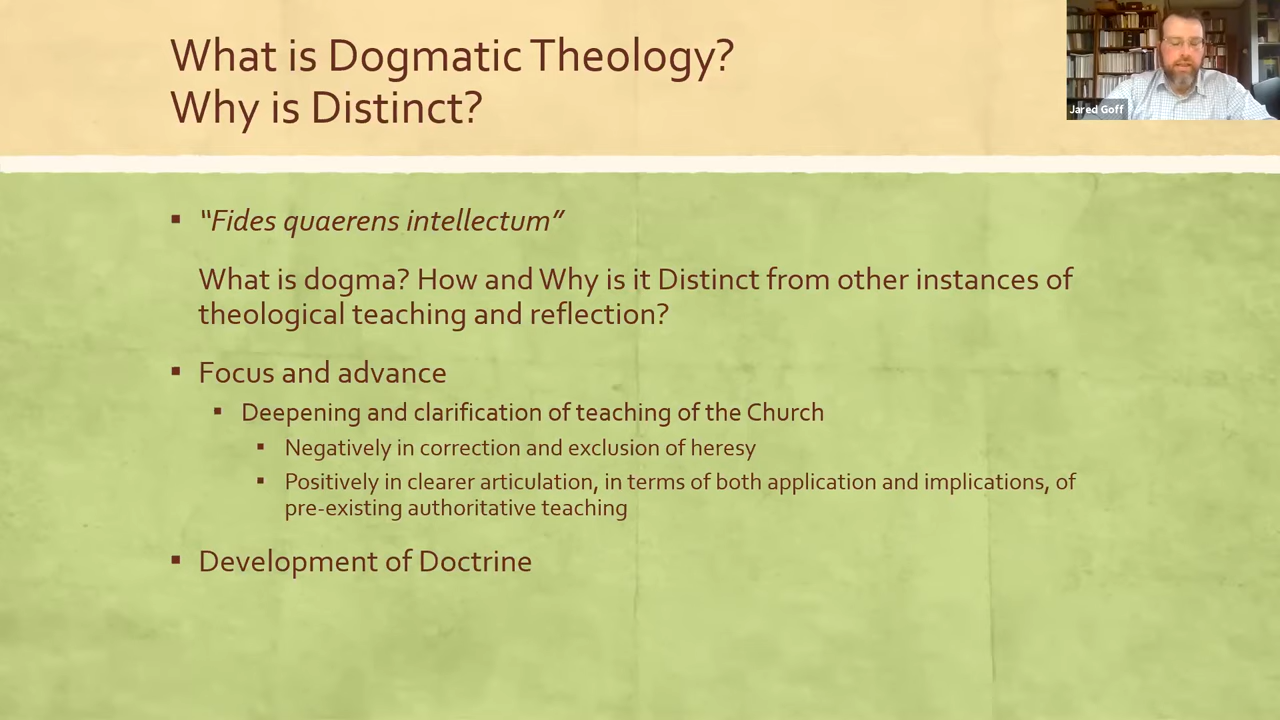 What is Dogmatic Theology?
Why is Distinct?
Jared Goff
▪ “Fides quaerens intellectum”
What is dogma? How and Why is it Distinct from other instances of
theological teaching and reflection?
▪ Focus and advance
▪ Deepening and clarification of teaching of the Church
▪ Negatively in correction and exclusion of heresy
▪ Positively in clearer articulation, in terms of both application and implications, of
pre-existing authoritative teaching
▪ Development of Doctrine